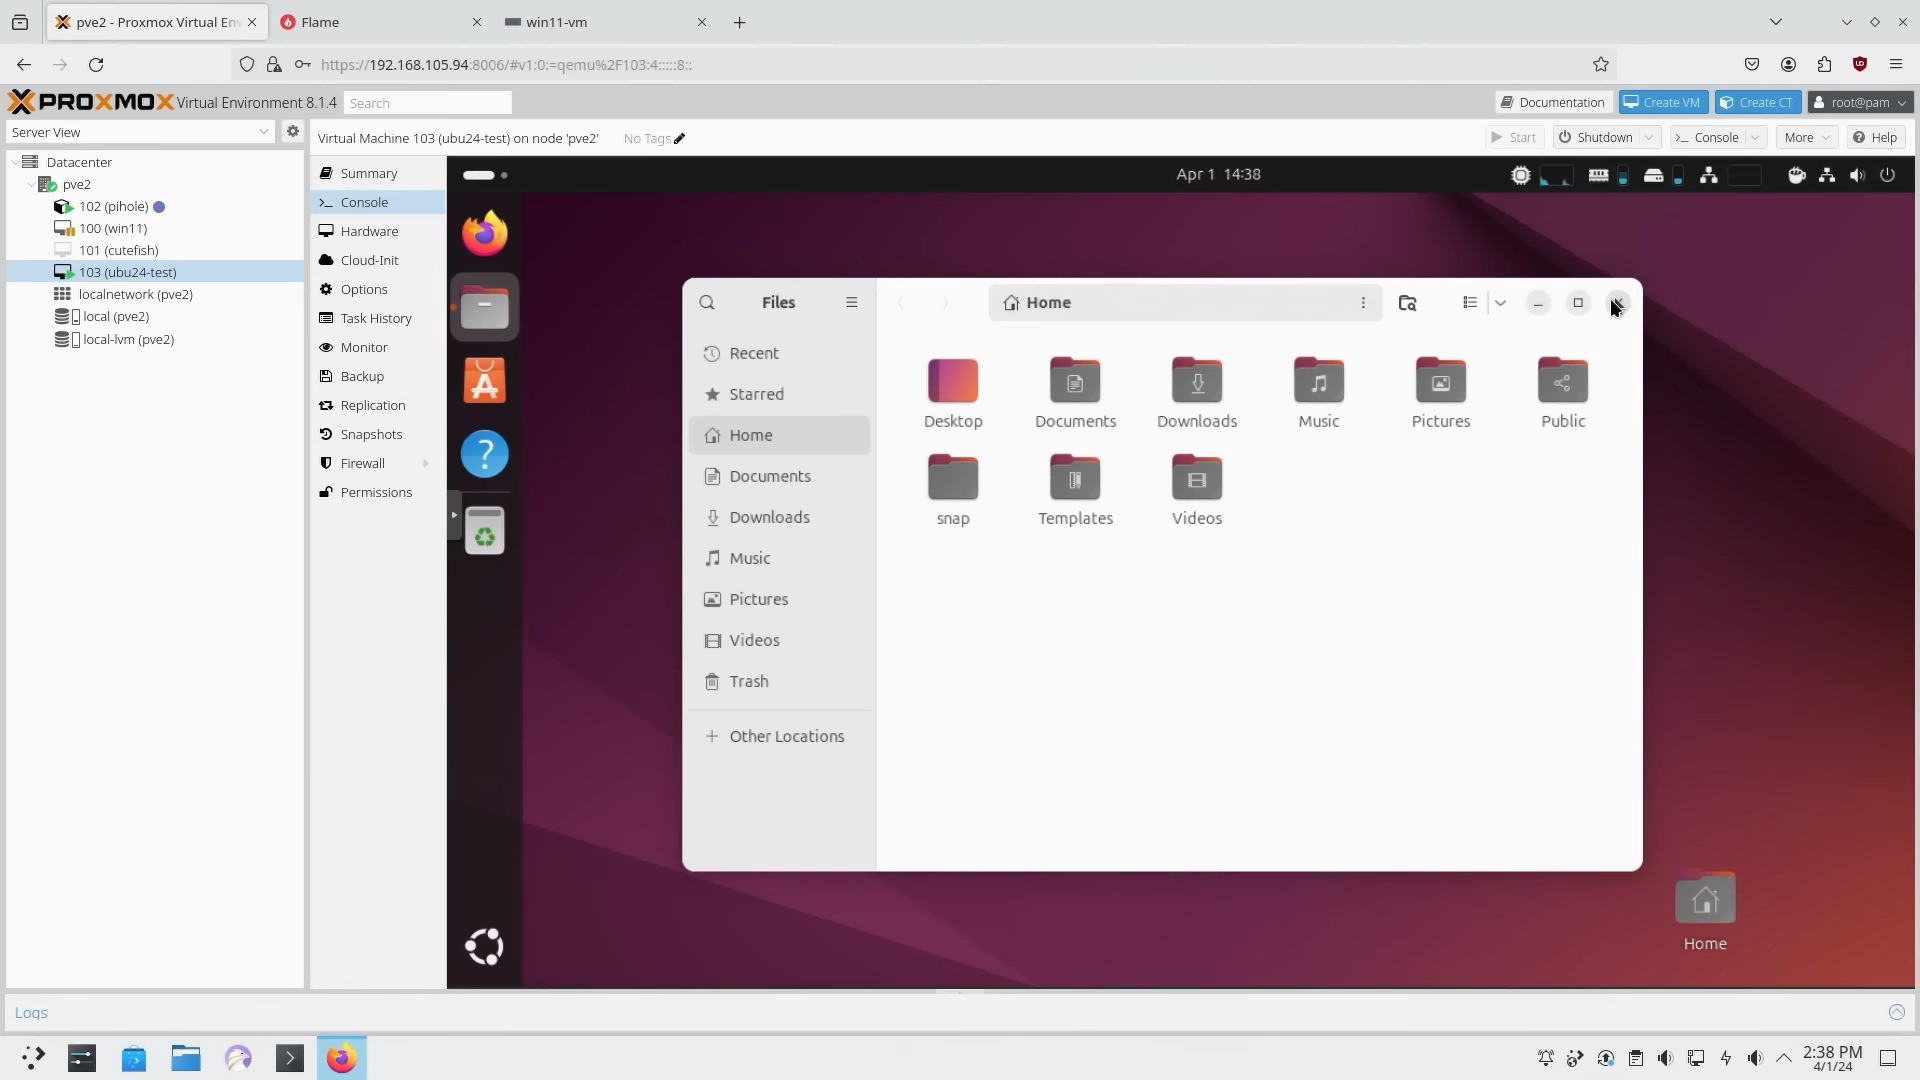 pve2 - Proxmox Virtual En
Flame
win11-vm
https://192.168.105.94:8006/#v1:0:=qemu%2F103:4:::::8::
PROXMOX Virtual Environment 8.1.4
Search
Documentation
Create VM
Create CT
root@pam
Server View
Virtual Machine 103 (ubu24-test) on node 'pve2'
No Tags
Start
Shutdown
Console
More
Help
Datacenter
pve2
102 (pihole)
100 (win11)
101 (cutefish)
103 (ubu24-test)
localnetwork (pve2)
local (pve2)
local-lvm (pve2)
Summary
Console
Hardware
Cloud-Init
Options
Task History
Monitor
Backup
Replication
Snapshots
Firewall
Permissions
Apr 1 14:38
Files
Home
Recent
Starred
Home
Documents
Downloads
Music
Pictures
Videos
Trash
Other Locations
Desktop
Documents
Downloads
Music
Pictures
Public
snap
Templates
Videos
Home
Logs
2:38 PM
4/1/24